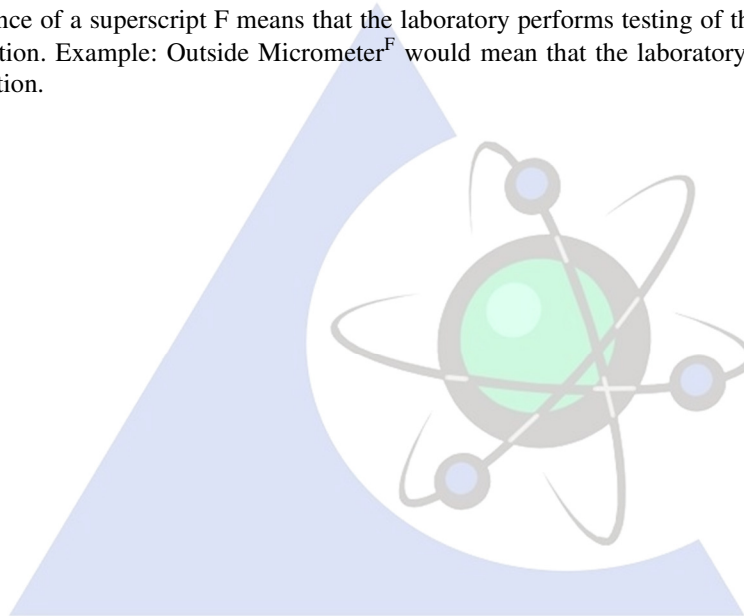 nce of a superscript F means that the laboratory performs testing of th
tion. Example: Outside Micrometer^F would mean that the laboratory
tion.